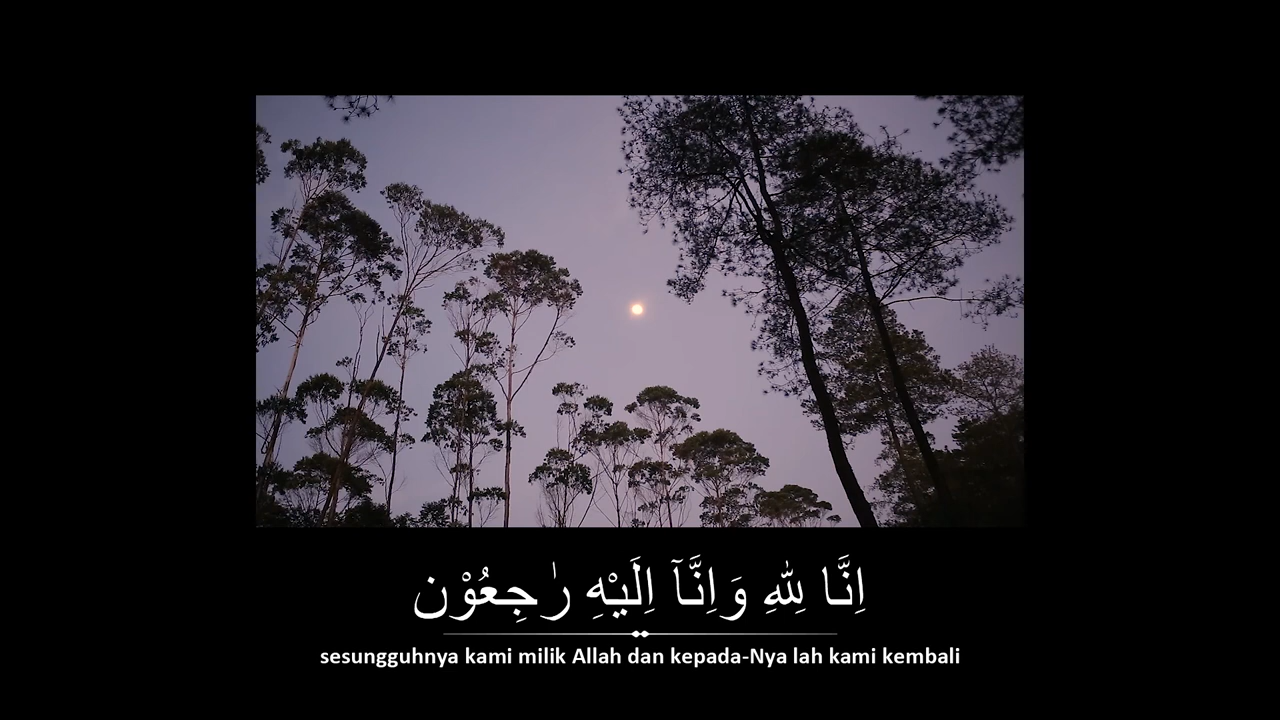 اِنَّا لِلّٰهِ وَاِنَّآ اِلَيْهِ رٰجِعُوْن
sesungguhnya kami milik Allah dan kepada-Nya lah kami kembali